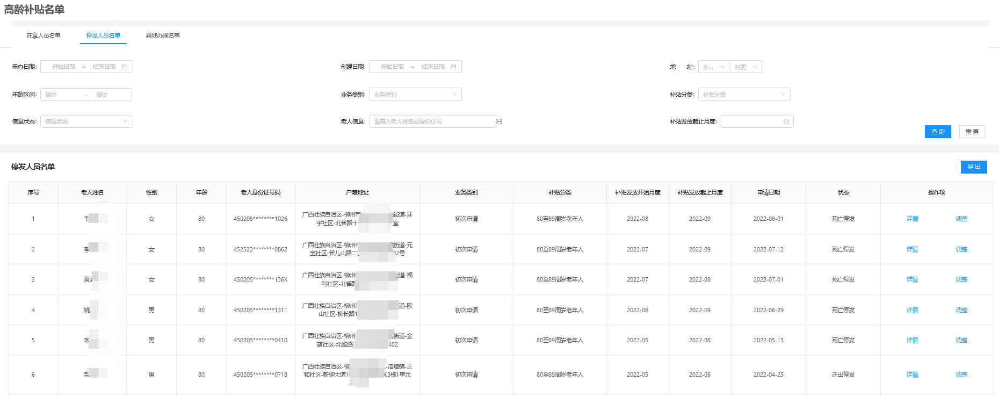 高龄补贴名单
在享人员名单 停发人员名单 异地办理名单
申办日期: 开始日期 ~ 结束日期 创建日期: 开始日期 ~ 结束日期 地 址: 乡... 村委
年龄区间: 周岁 ~ 周岁 业务类别: 业务类别 补贴分类: 补贴分类
信息状态: 信息状态 老人信息: 请输入老人姓名或身份证号 补贴发放截止月度:
查询 重置
停发人员名单 导出
序号 老人姓名 性别 年龄 老人身份证号码 户籍地址 业务类别 补贴分类 补贴发放开始月度 补贴发放截止月度 申请日期 状态 操作项
1 女 80 450205********1026 广西壮族自治区-柳州市 街道-环 初次申请 80至89周岁老年人 2022-08 2022-09 2022-08-01 死亡停发 详情 调整
宇社区-北雀路十 室
2 李 女 80 452523********0862 广西壮族自治区-柳州市 街道-元 初次申请 80至89周岁老年人 2022-07 2022-09 2022-07-12 死亡停发 详情 调整
宝社区-雀儿山路二 02号
3 黄 女 80 450205********136X 广西壮族自治区-柳州 街道-福 初次申请 80至89周岁老年人 2022-07 2022-08 2022-07-01 死亡停发 详情 调整
利社区-北雀路
4 姚 男 80 450205********1311 广西壮族自治区-柳州市 道-欧 初次申请 80至89周岁老年人 2022-06 2022-09 2022-06-29 死亡停发 详情 调整
山社区-柳长路1
5 朱 男 80 450205********0410 广西壮族自治区-柳州 街道-金 初次申请 80至89周岁老年人 2022-05 2022-08 2022-05-15 死亡停发 详情 调整
葫社区-北雀路 402
6 男 80 450205********0718 广西壮族自治区-柳 -洛埠镇-正 初次申请 80至89周岁老年人 2022-05 2022-06 2022-04-25 迁出停发 详情 调整
和社区-新柳大道1 区3栋1单元
2